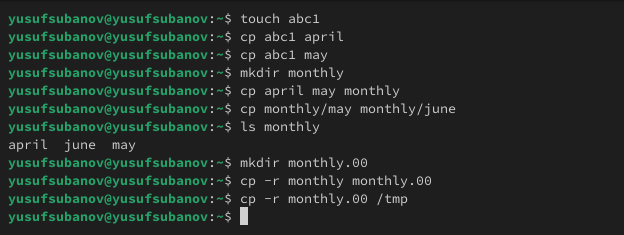 yusufsubanov@yusufsubanov:~$ touch abc1
yusufsubanov@yusufsubanov:~$ cp abc1 april
yusufsubanov@yusufsubanov:~$ cp abc1 may
yusufsubanov@yusufsubanov:~$ mkdir monthly
yusufsubanov@yusufsubanov:~$ cp april may monthly
yusufsubanov@yusufsubanov:~$ cp monthly/may monthly/june
yusufsubanov@yusufsubanov:~$ ls monthly
april  june  may
yusufsubanov@yusufsubanov:~$ mkdir monthly.00
yusufsubanov@yusufsubanov:~$ cp -r monthly monthly.00
yusufsubanov@yusufsubanov:~$ cp -r monthly.00 /tmp
yusufsubanov@yusufsubanov:~$